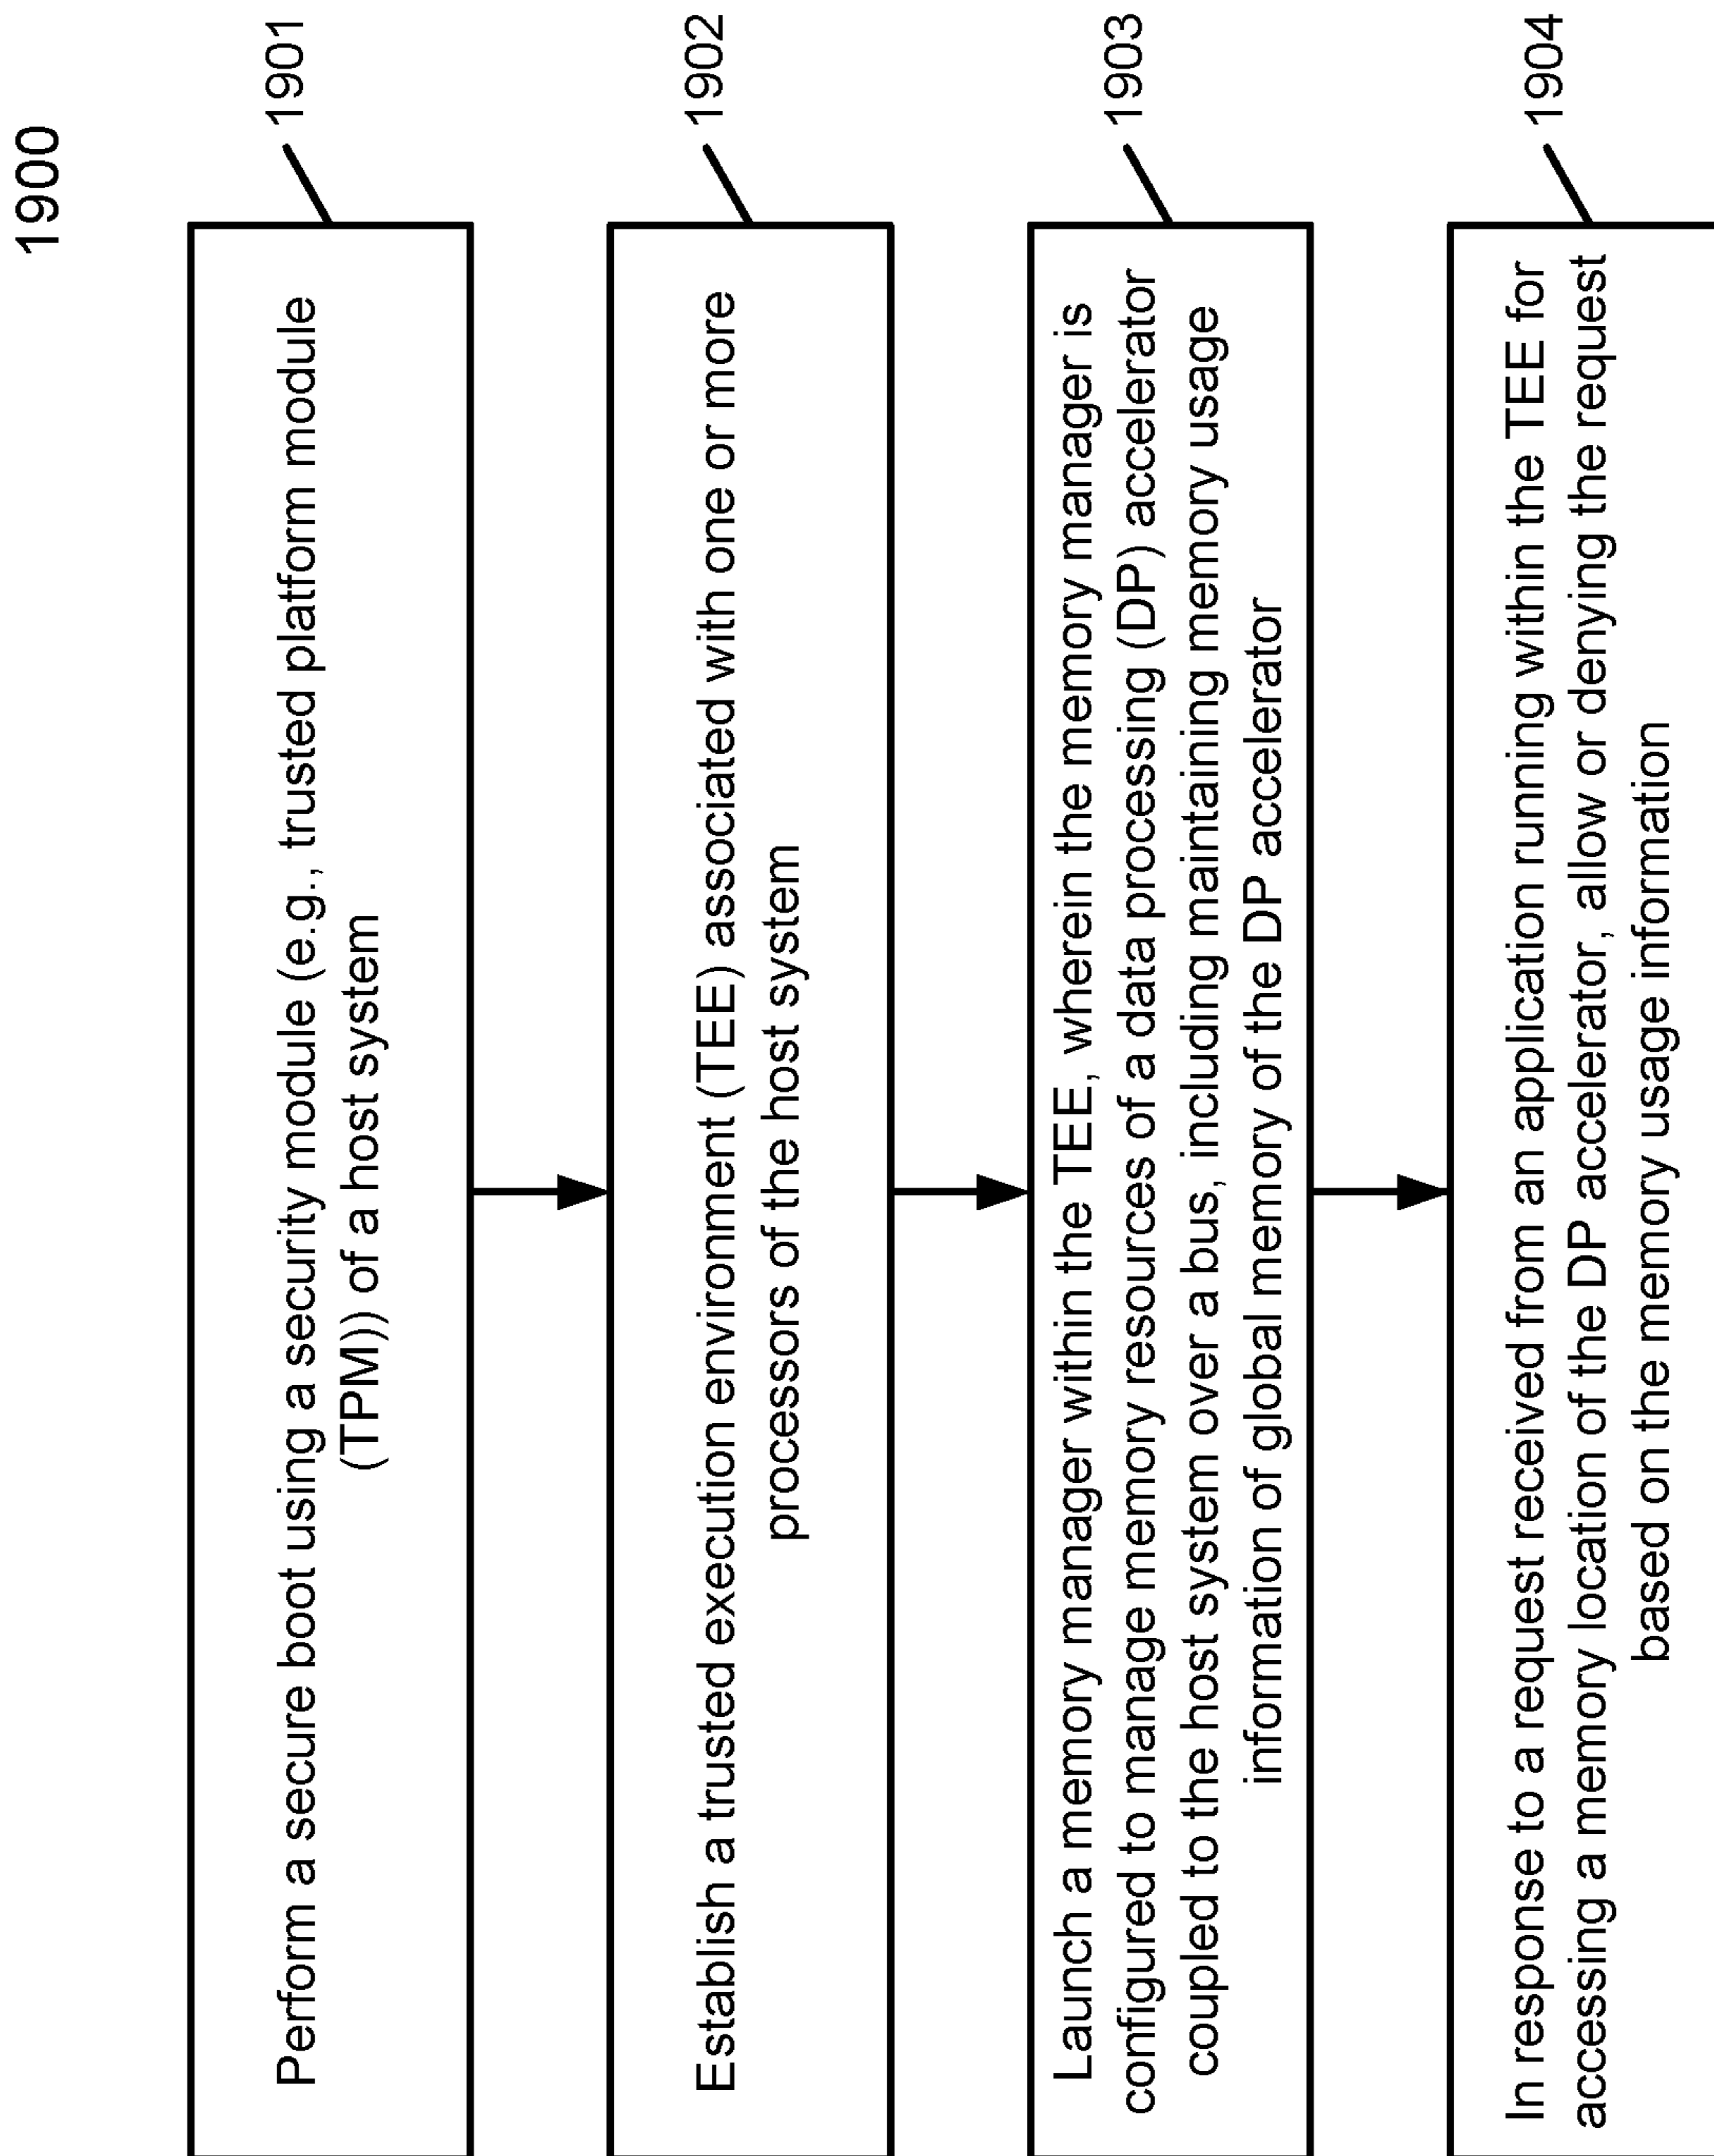 1900
Perform a secure boot using a security module (e.g., trusted platform module
(TPM)) of a host system
1901
Establish a trusted execution environment (TEE) associated with one or more
processors of the host system
1902
Launch a memory manager within the TEE, wherein the memory manager is
configured to manage memory resources of a data processing (DP) accelerator
coupled to the host system over a bus, including maintaining memory usage
information of global memory of the DP accelerator
1903
In response to a request received from an application running within the TEE for
accessing a memory location of the DP accelerator, allow or denying the request
based on the memory usage information
1904